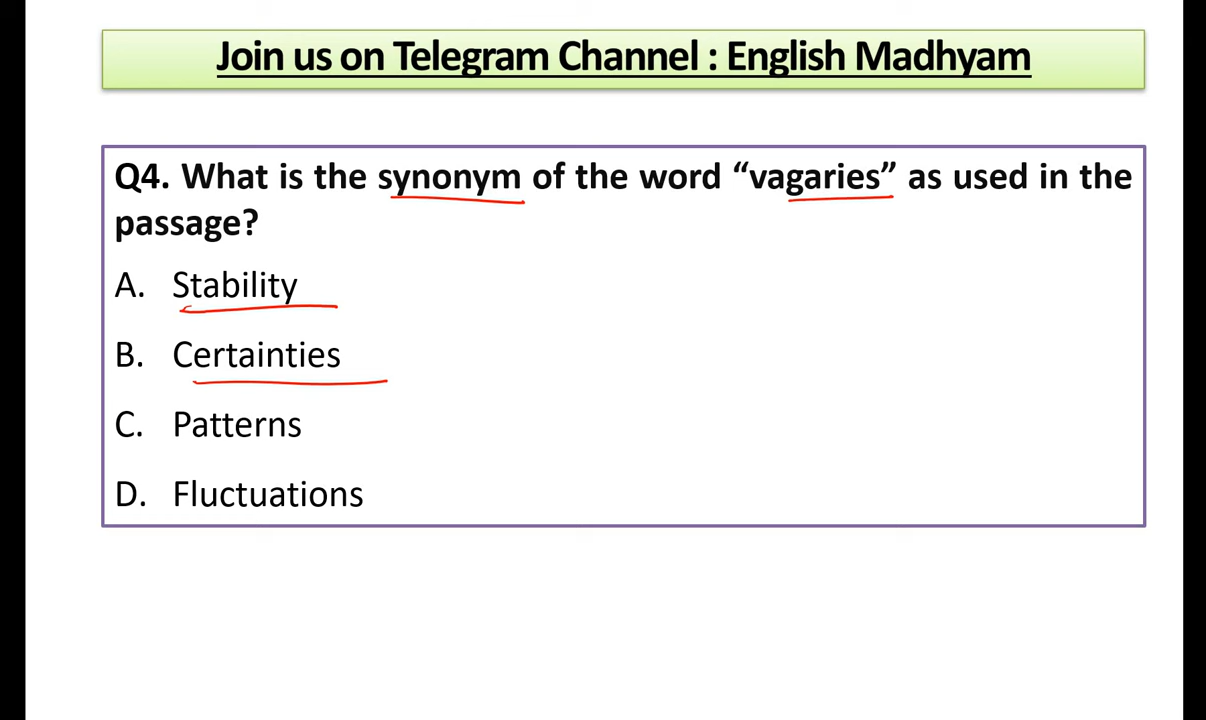 Join us on Telegram Channel : English Madhyam
Q4. What is the synonym of the word “vagaries” as used in the
passage?
A. Stability
B. Certainties
C. Patterns
D. Fluctuations